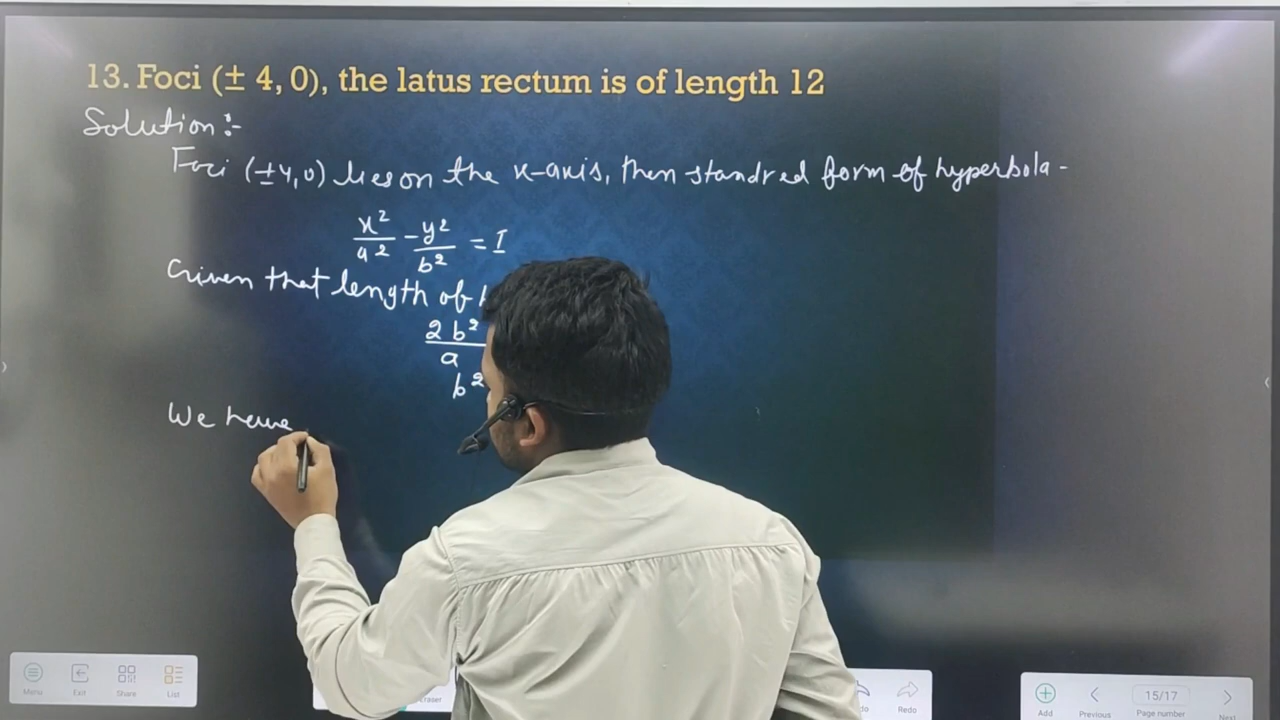 13. Foci (± 4, 0), the latus rectum is of length 12
Solution :-
Foci (±4,0) lies on the x-axis, then standred form of hyperbola -
x²/a² - y²/b² = 1
Given that length of
2b²/a
b²
We have
Menu Exit Share List
Eraser
Redo
Add Previous 15/17 Page number Next